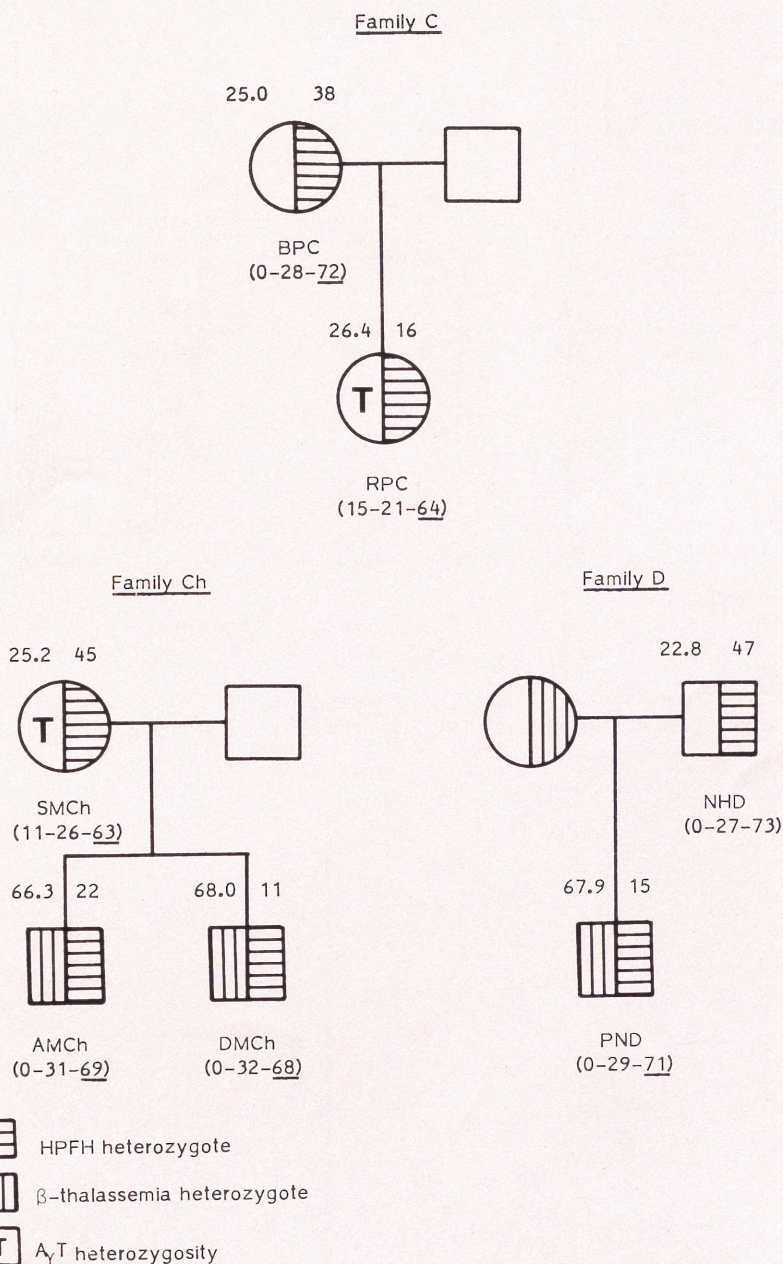 Family C
25.0 38
BPC
(0-28-72)
26.4 16
T
RPC
(15-21-64)
Family Ch
25.2 45
T
SMCh
(11-26-63)
66.3 22
68.0 11
AMCh
(0-31-69)
DMCh
(0-32-68)
Family D
22.8 47
NHD
(0-27-73)
67.9 15
PND
(0-29-71)
HPFH heterozygote
β-thalassemia heterozygote
T AγT heterozygosity